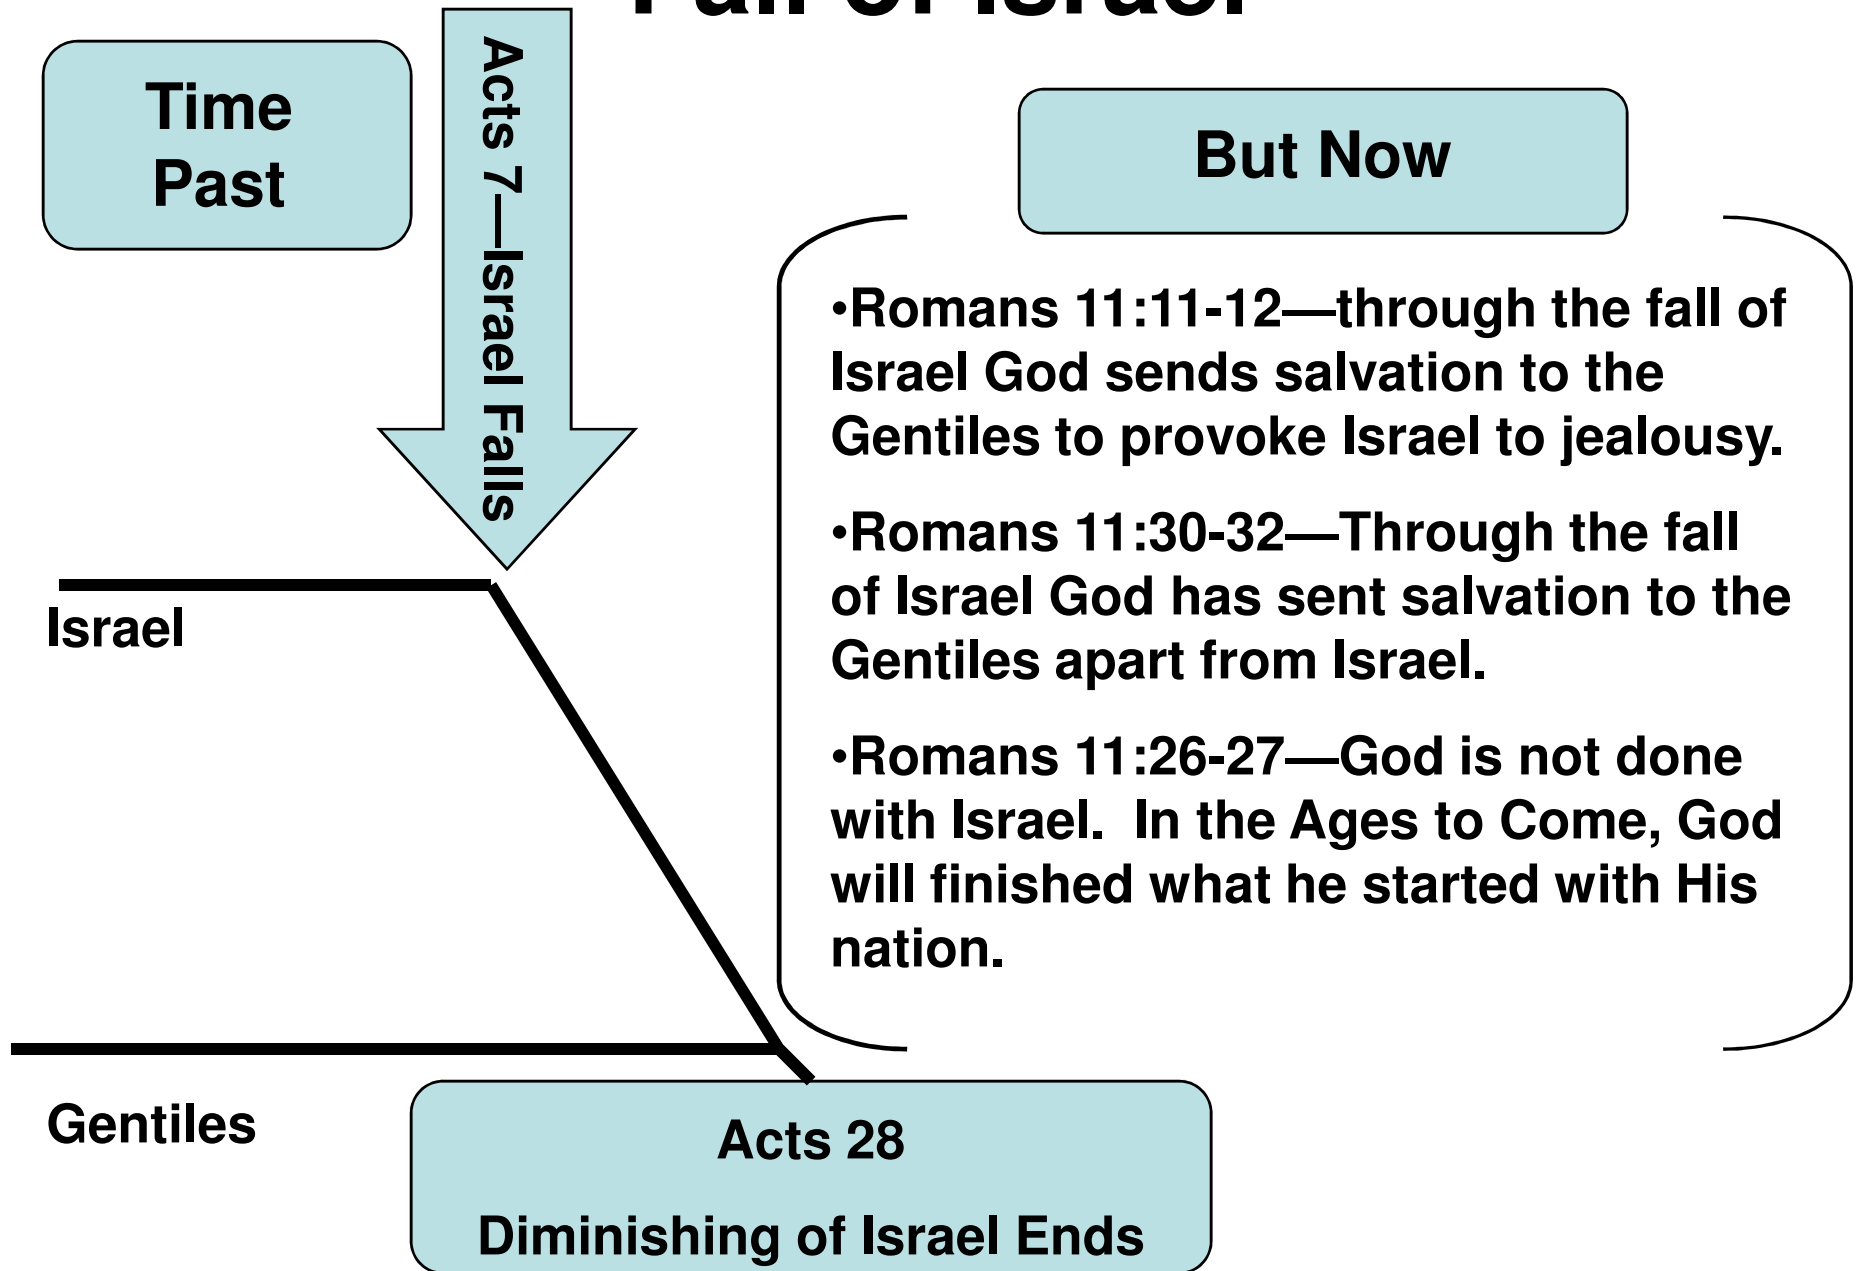 Fall of Israel
Time
Past
Acts 7—Israel Falls
But Now
•Romans 11:11-12—through the fall of
Israel God sends salvation to the
Gentiles to provoke Israel to jealousy.
•Romans 11:30-32—Through the fall
of Israel God has sent salvation to the
Gentiles apart from Israel.
•Romans 11:26-27—God is not done
with Israel.  In the Ages to Come, God
will finished what he started with His
nation.
Israel
Gentiles
Acts 28
Diminishing of Israel Ends